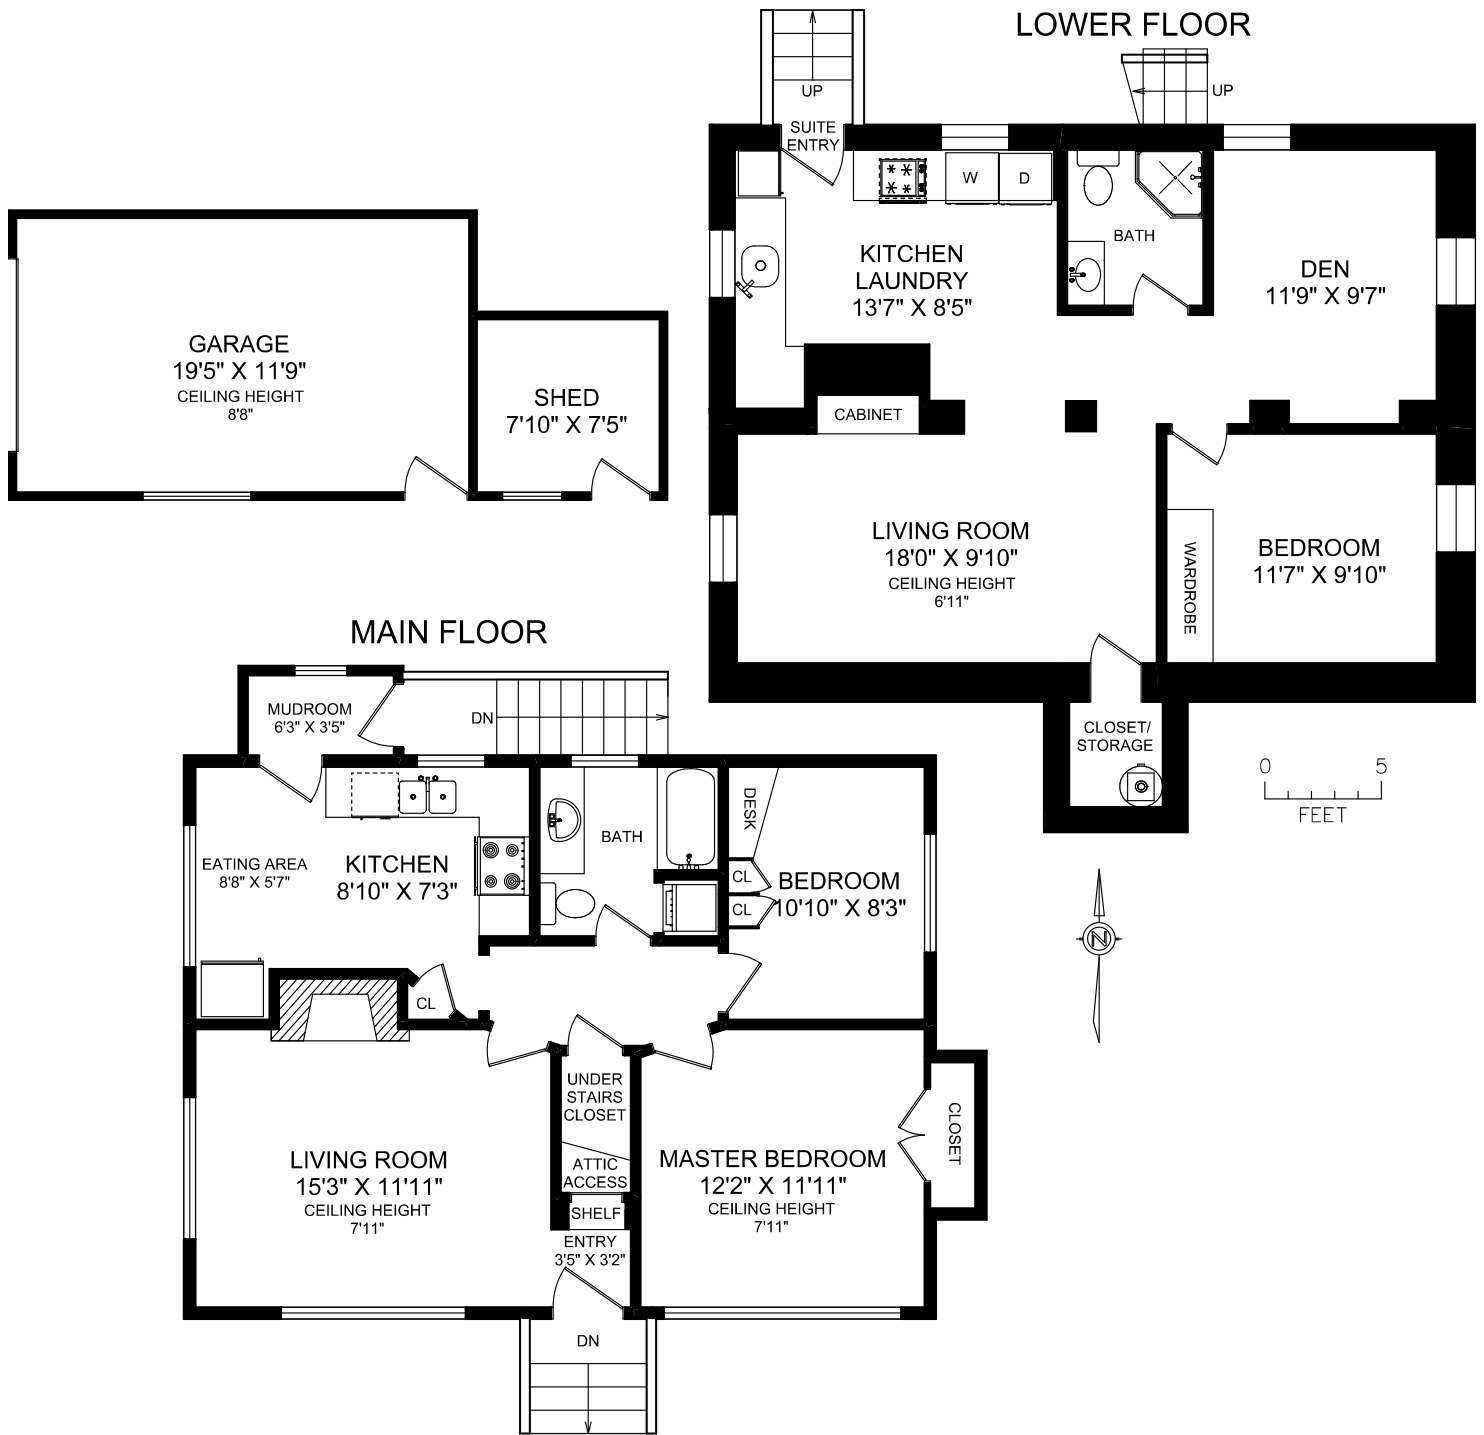 LOWER FLOOR
UP
SUITE
ENTRY
W
D
UP
BATH
KITCHEN
LAUNDRY
13'7" X 8'5"
DEN
11'9" X 9'7"
CABINET
LIVING ROOM
18'0" X 9'10"
CEILING HEIGHT
6'11"
WARDROBE
BEDROOM
11'7" X 9'10"
CLOSET/
STORAGE
GARAGE
19'5" X 11'9"
CEILING HEIGHT
8'8"
SHED
7'10" X 7'5"
MAIN FLOOR
MUDROOM
6'3" X 3'5"
DN
EATING AREA
8'8" X 5'7"
KITCHEN
8'10" X 7'3"
BATH
DESK
CL
CL
BEDROOM
10'10" X 8'3"
CL
UNDER
STAIRS
CLOSET
ATTIC
ACCESS
SHELF
ENTRY
3'5" X 3'2"
LIVING ROOM
15'3" X 11'11"
CEILING HEIGHT
7'11"
MASTER BEDROOM
12'2" X 11'11"
CEILING HEIGHT
7'11"
CLOSET
DN
0 5
FEET
N